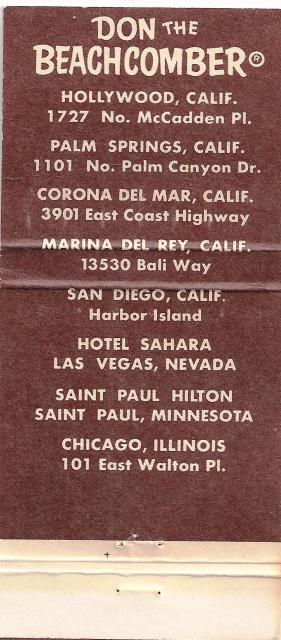 DON THE
BEACHCOMBER®
HOLLYWOOD, CALIF.
1727 No. McCadden Pl.
PALM SPRINGS, CALIF.
1101 No. Palm Canyon Dr.
CORONA DEL MAR, CALIF.
3901 East Coast Highway
MARINA DEL REY, CALIF.
13530 Bali Way
SAN DIEGO, CALIF.
Harbor Island
HOTEL SAHARA
LAS VEGAS, NEVADA
SAINT PAUL HILTON
SAINT PAUL, MINNESOTA
CHICAGO, ILLINOIS
101 East Walton Pl.